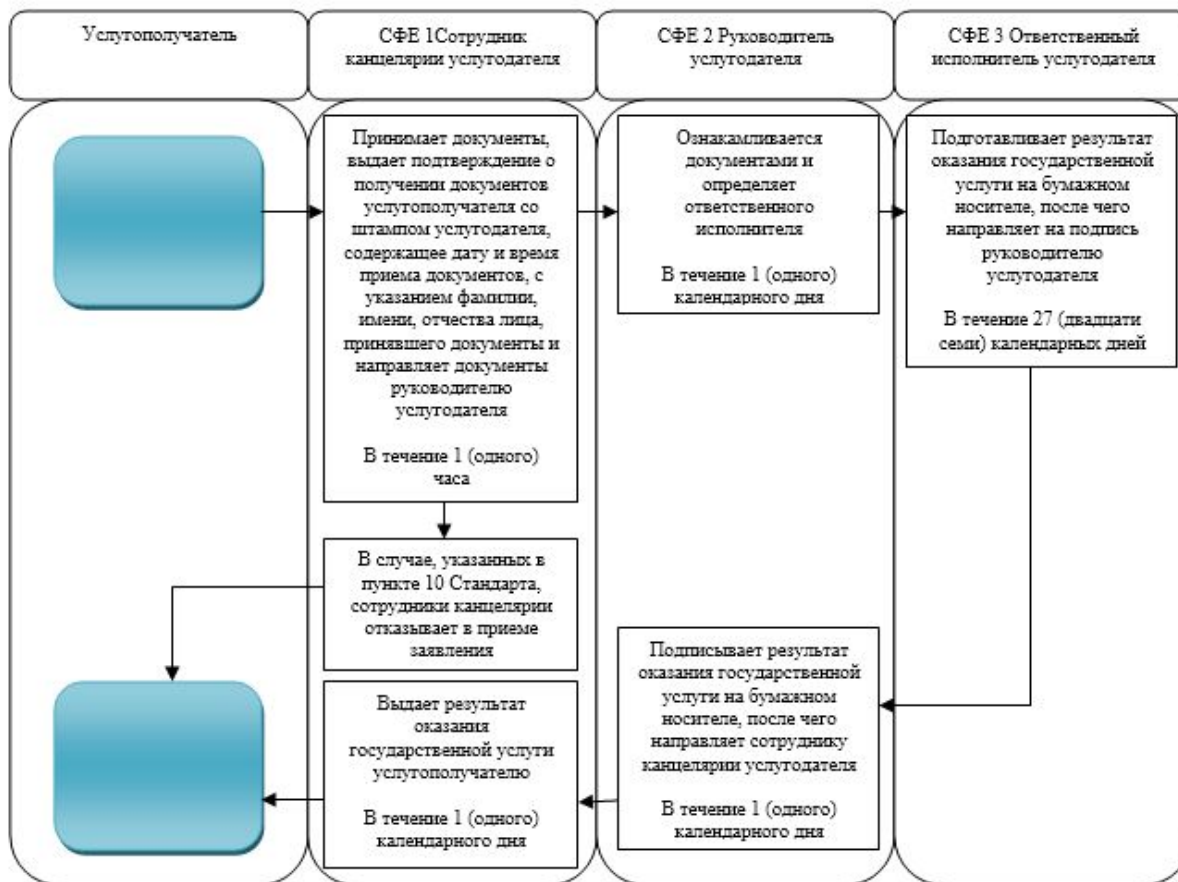 Услугополучатель
СФЕ 1Сотрудник
канцелярии услугодателя
СФЕ 2 Руководитель
услугодателя
СФЕ 3 Ответственный
исполнитель услугодателя
Принимает документы,
выдает подтверждение о
получении документов
услугополучателя со
штампом услугодателя,
содержащее дату и время
приема документов, с
указанием фамилии,
имени, отчества лица,
принявшего документы и
направляет документы
руководителю
услугодателя
В течение 1 (одного)
часа
Ознакамливается
документами и
определяет
ответственного
исполнителя
В течение 1 (одного)
календарного дня
Подготавливает результат
оказания государственной
услуги на бумажном
носителе, после чего
направляет на подпись
руководителю
услугодателя
В течение 27 (двадцати
семи) календарных дней
В случае, указанных в
пункте 10 Стандарта,
сотрудники канцелярии
отказывает в приеме
заявления
Подписывает результат
оказания государственной
услуги на бумажном
носителе, после чего
направляет сотруднику
канцелярии услугодателя
В течение 1 (одного)
календарного дня
Выдает результат
оказания
государственной услуги
услугополучателю
В течение 1 (одного)
календарного дня